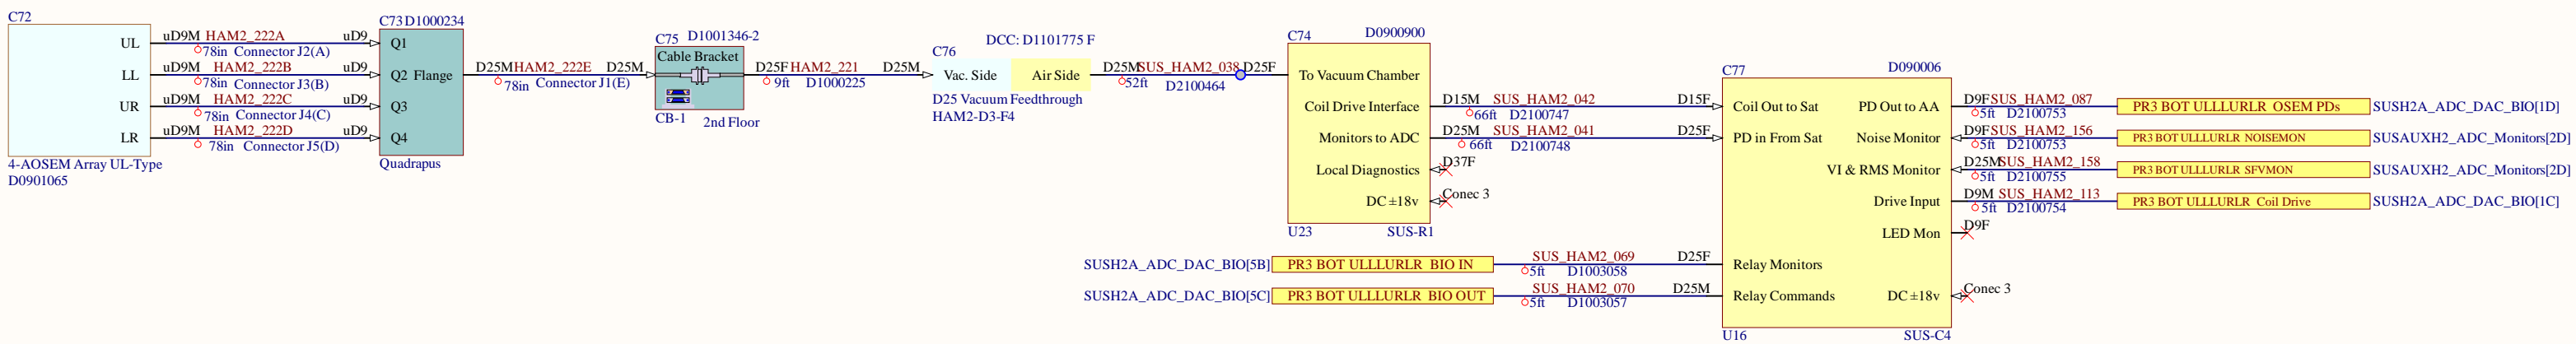 C72
UL
LL
UR
LR
4-AOSEM Array UL-Type
D0901065
uD9M HAM2_222A uD9
78in Connector J2(A)
uD9M HAM2_222B uD9
78in Connector J3(B)
uD9M HAM2_222C uD9
78in Connector J4(C)
uD9M HAM2_222D uD9
78in Connector J5(D)
C73 D1000234
Q1
Q2 Flange
Q3
Q4
Quadrapus
D25M HAM2_222E D25M
78in Connector J1(E)
C75 D1001346-2
Cable Bracket
CB-1 2nd Floor
D25F HAM2_221 D25M
9ft D1000225
DCC: D1101775 F
C76
Vac. Side Air Side
D25 Vacuum Feedthrough
HAM2-D3-F4
D25M SUS_HAM2_038 D25F
52ft D2100464
C74 D0900900
To Vacuum Chamber
Coil Drive Interface
Monitors to ADC
Local Diagnostics
DC ±18v
U23 SUS-R1
D15M SUS_HAM2_042 D15F
66ft D2100747
D25M SUS_HAM2_041 D25F
66ft D2100748
D37F
Conec 3
SUSH2A_ADC_DAC_BIO[5B] PR3 BOT ULLLURLR BIO IN SUS_HAM2_069 D25F
5ft D1003058
SUSH2A_ADC_DAC_BIO[5C] PR3 BOT ULLLURLR BIO OUT SUS_HAM2_070 D25M
5ft D1003057
C77 D090006
Coil Out to Sat PD Out to AA
PD in From Sat Noise Monitor
VI & RMS Monitor
Drive Input
LED Mon
Relay Monitors
Relay Commands DC ±18v
U16 SUS-C4
D9F SUS_HAM2_087 PR3 BOT ULLLURLR OSEM PDs SUSH2A_ADC_DAC_BIO[1D]
5ft D2100753
D9F SUS_HAM2_156 PR3 BOT ULLLURLR NOISEMON SUSAUXH2_ADC_Monitors[2D]
5ft D2100753
D25M SUS_HAM2_158 PR3 BOT ULLLURLR SFVMON SUSAUXH2_ADC_Monitors[2D]
5ft D2100755
D9M SUS_HAM2_113 PR3 BOT ULLLURLR Coil Drive SUSH2A_ADC_DAC_BIO[1C]
5ft D2100754
D9F
Conec 3